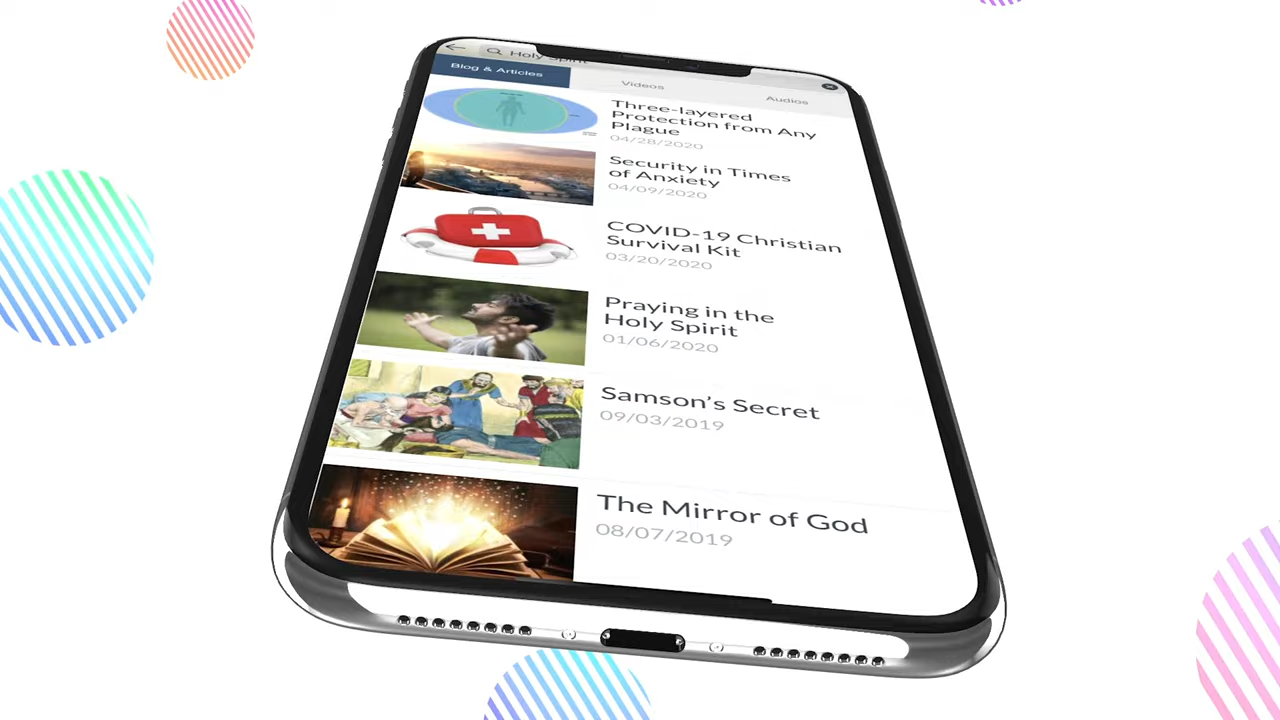 Holy Spirit
Blog & Articles
Videos
Audios
Three-layered
Protection from Any
Plague
04/28/2020
Security in Times
of Anxiety
04/09/2020
COVID-19 Christian
Survival Kit
03/20/2020
Praying in the
Holy Spirit
01/06/2020
Samson's Secret
09/03/2019
The Mirror of God
08/07/2019